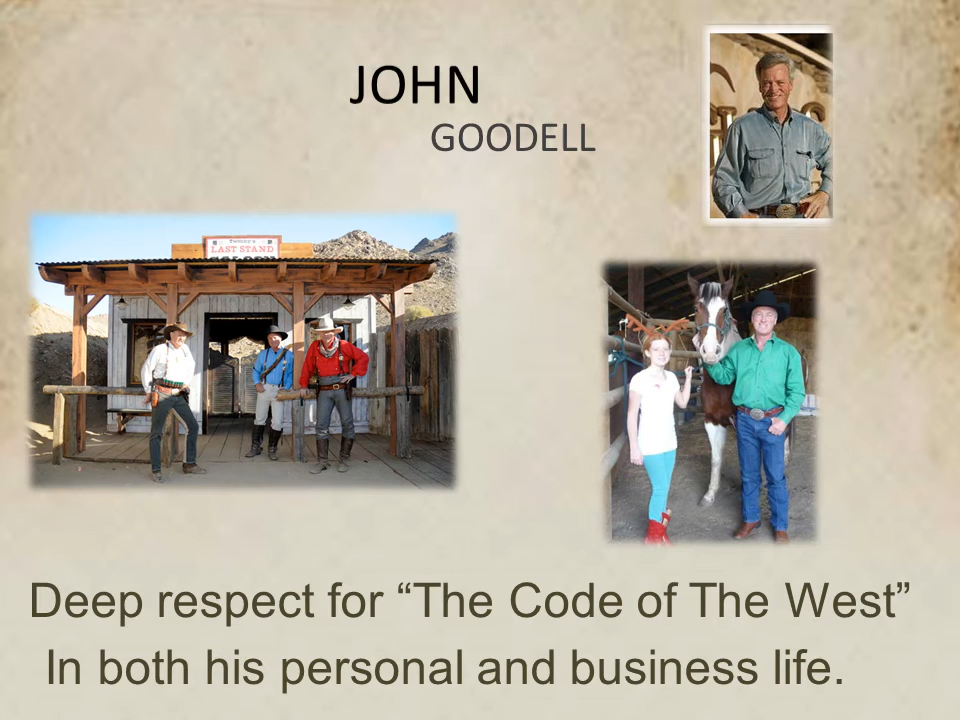 JOHN
GOODELL
LAST STAND
Deep respect for “The Code of The West”
In both his personal and business life.